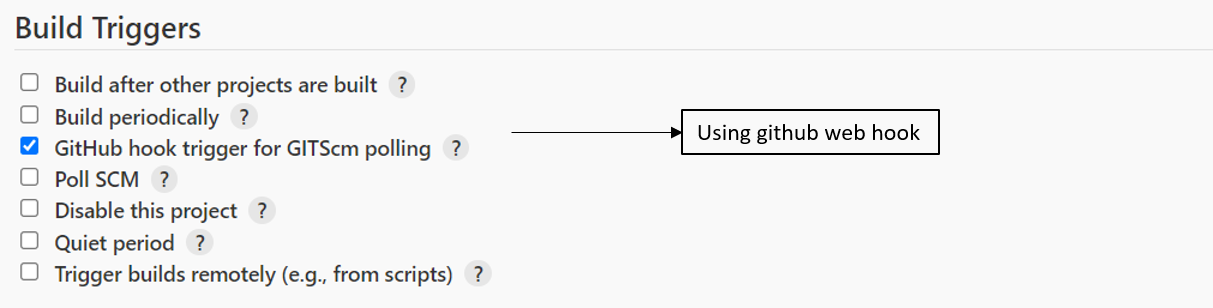 Build Triggers
Build after other projects are built ?
Build periodically ?
GitHub hook trigger for GITScm polling ?
Using github web hook
Poll SCM ?
Disable this project ?
Quiet period ?
Trigger builds remotely (e.g., from scripts) ?